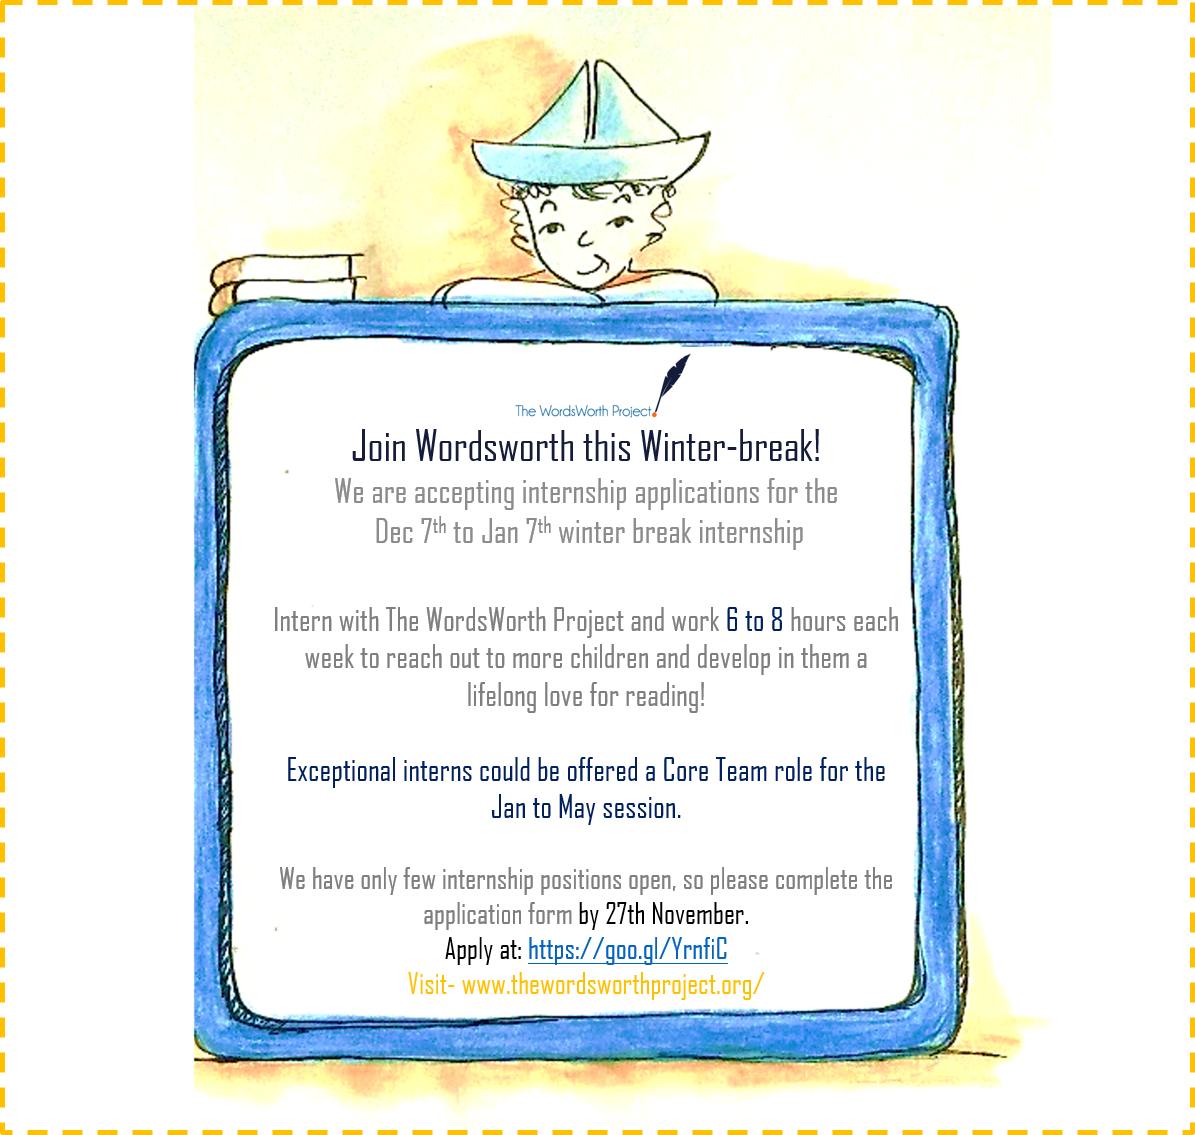 The WordsWorth Project
Join Wordsworth this Winter-break!
We are accepting internship applications for the
Dec 7th to Jan 7th winter break internship
Intern with The WordsWorth Project and work 6 to 8 hours each
week to reach out to more children and develop in them a
lifelong love for reading!
Exceptional interns could be offered a Core Team role for the
Jan to May session.
We have only few internship positions open, so please complete the
application form by 27th November.
Apply at: https://goo.gl/YrnfiC
Visit- www.thewordsworthproject.org/